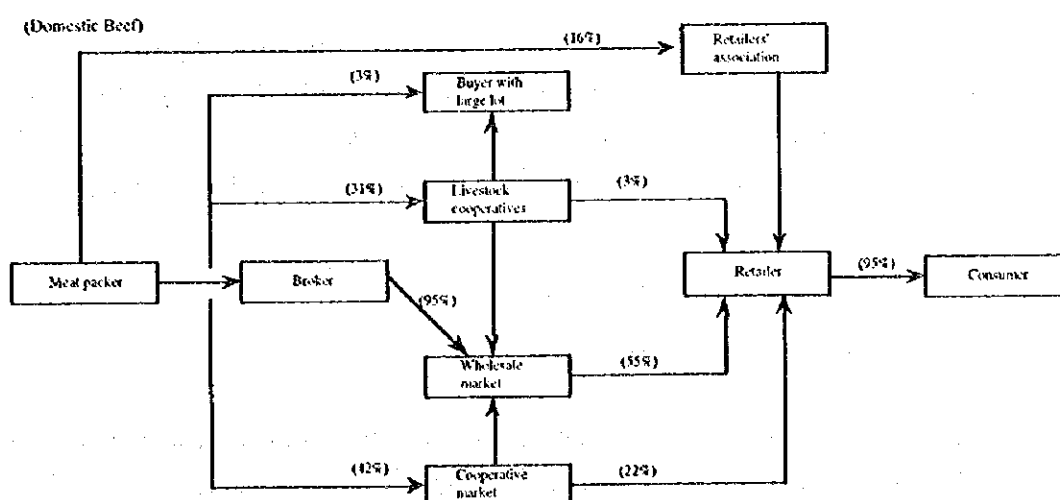 (Domestic Beef)
(16%)
Retailers'
association
(3%)
Buyer with
large lot
(31%)
Livestock
cooperatives
(3%)
Meat packer
Broker
(95%)
Retailer
(95%)
Consumer
Wholesale
market
(55%)
(42%)
Cooperative
market
(22%)